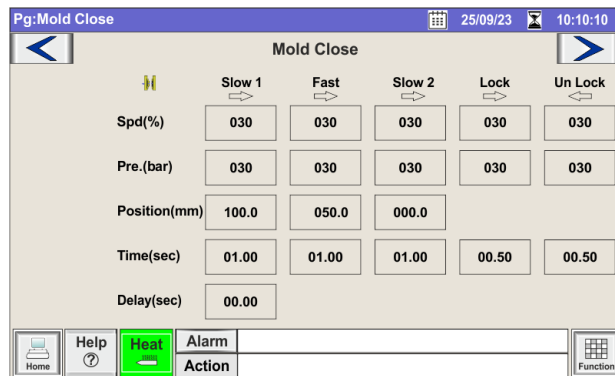 Pg:Mold Close 25/09/23 10:10:10
Mold Close
Slow 1 Fast Slow 2 Lock Un Lock
Spd(%) 030 030 030 030 030
Pre.(bar) 030 030 030 030 030
Position(mm) 100.0 050.0 000.0
Time(sec) 01.00 01.00 01.00 00.50 00.50
Delay(sec) 00.00
Home Help ? Heat Alarm Function
Action